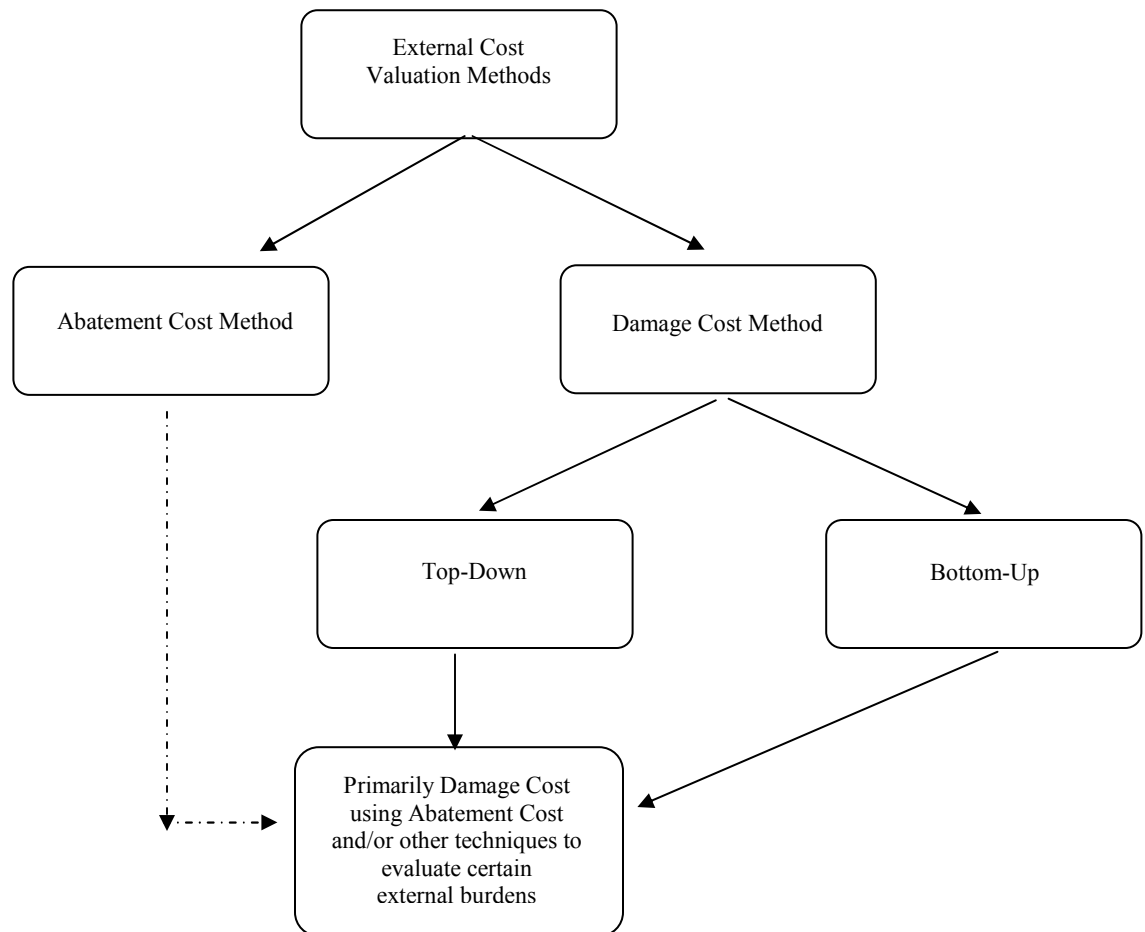 External Cost
Valuation Methods
Abatement Cost Method
Damage Cost Method
Top-Down
Bottom-Up
Primarily Damage Cost
using Abatement Cost
and/or other techniques to
evaluate certain
external burdens